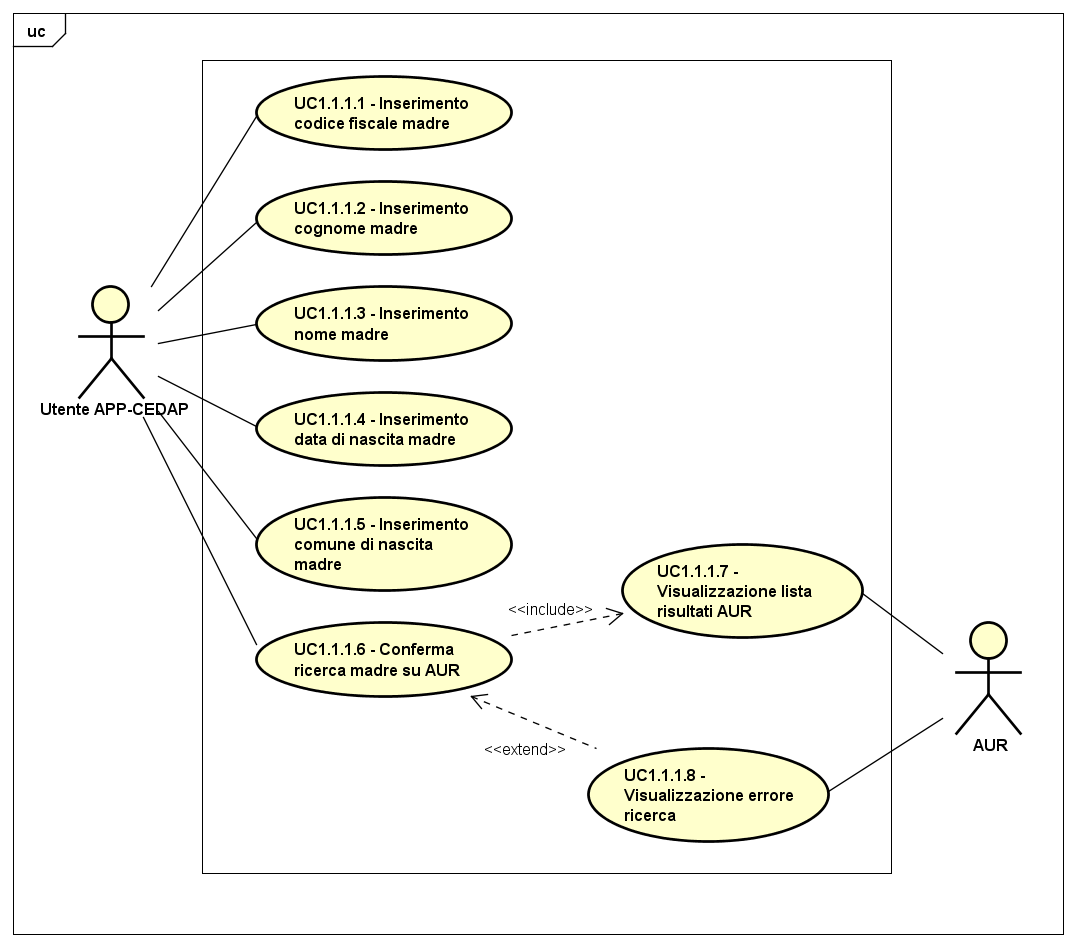 uc
UC1.1.1.1 - Inserimento
codice fiscale madre
UC1.1.1.2 - Inserimento
cognome madre
UC1.1.1.3 - Inserimento
nome madre
Utente APP-CEDAP
UC1.1.1.4 - Inserimento
data di nascita madre
UC1.1.1.5 - Inserimento
comune di nascita
madre
UC1.1.1.6 - Conferma
ricerca madre su AUR
<<include>>
UC1.1.1.7 -
Visualizzazione lista
risultati AUR
<<extend>>
UC1.1.1.8 -
Visualizzazione errore
ricerca
AUR